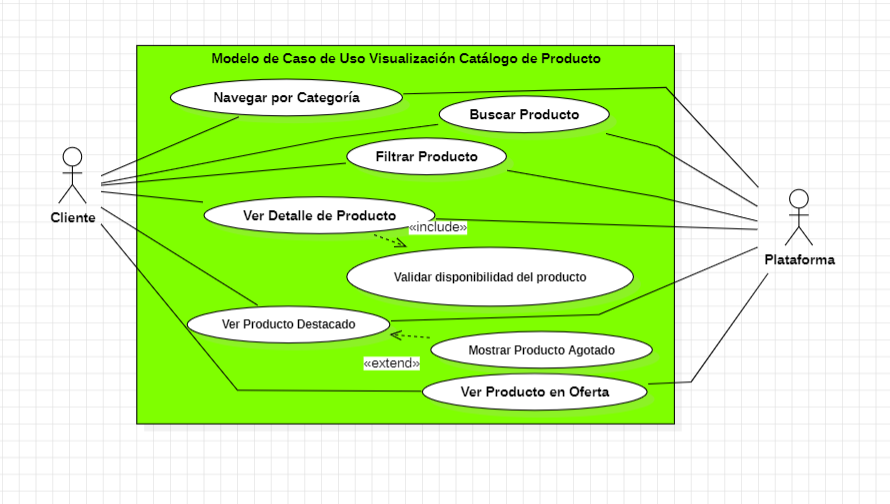 Modelo de Caso de Uso Visualización Catálogo de Producto
Navegar por Categoría
Buscar Producto
Filtrar Producto
Cliente
Ver Detalle de Producto
«include»
Plataforma
Validar disponibilidad del producto
Ver Producto Destacado
Mostrar Producto Agotado
«extend»
Ver Producto en Oferta